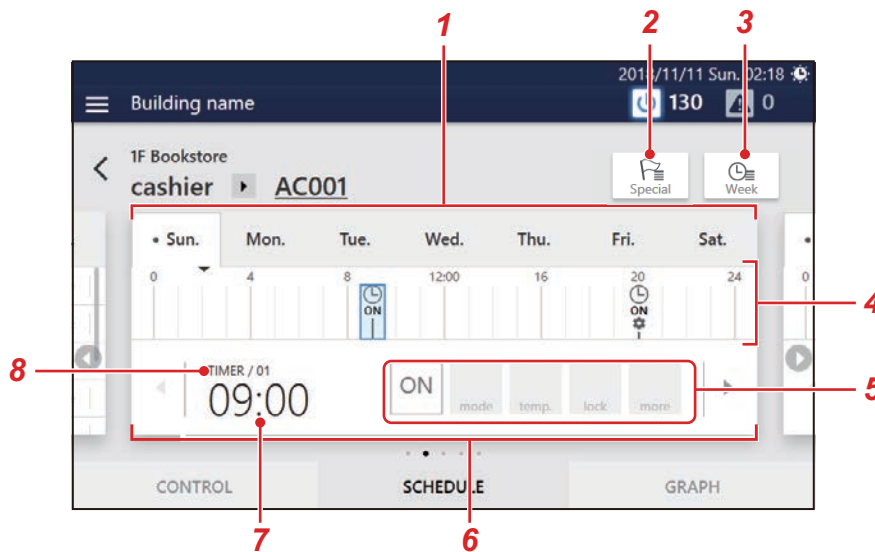 1 2 3
2018/11/11 Sun. 02:18
Building name 130 0
1F Bookstore
cashier AC001
Special Week
• Sun. Mon. Tue. Wed. Thu. Fri. Sat.
0 4 8 12:00 16 20 24 0
ON ON
4
TIMER / 01
8
09:00
ON mode temp. lock more
5
CONTROL SCHEDULE GRAPH
7 6